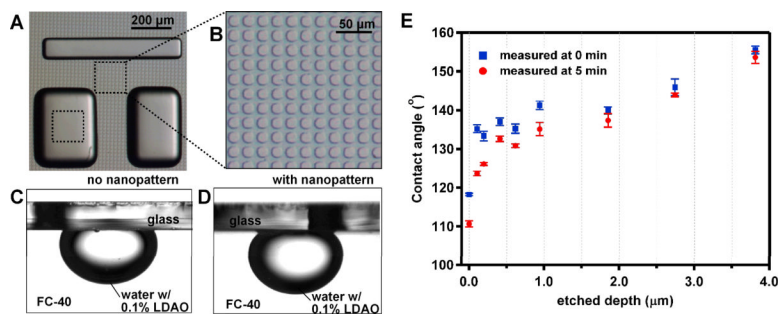 A
200 μm
B
50 μm
no nanopattern
with nanopattern
C
glass
FC-40
water w/
0.1% LDAO
D
glass
FC-40
water w/
0.1% LDAO
E
160
150
140
130
120
110
100
Contact angle (°)
measured at 0 min
measured at 5 min
0.0 1.0 2.0 3.0 4.0
etched depth (μm)